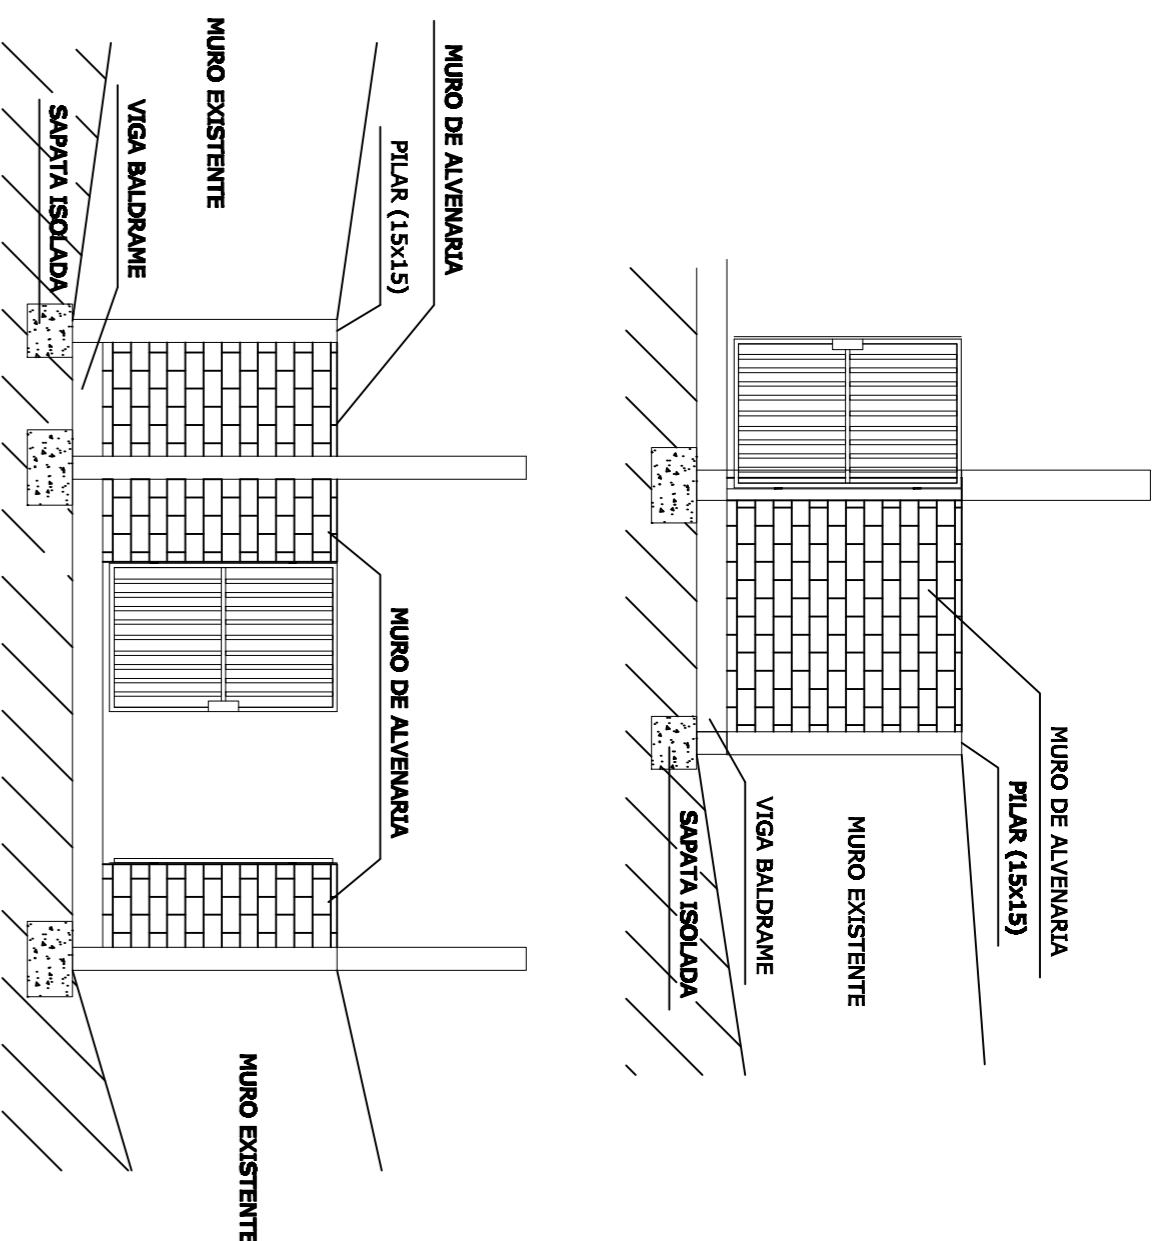 MURO DE ALVENARIA
PILAR (15x15)
MURO EXISTENTE
VIGA BALDRAME
SAPATA ISOLADA
MURO DE ALVENARIA
MURO EXISTENTE
MURO DE ALVENARIA
PILAR (15x15)
MURO EXISTENTE
VIGA BALDRAME
SAPATA ISOLADA